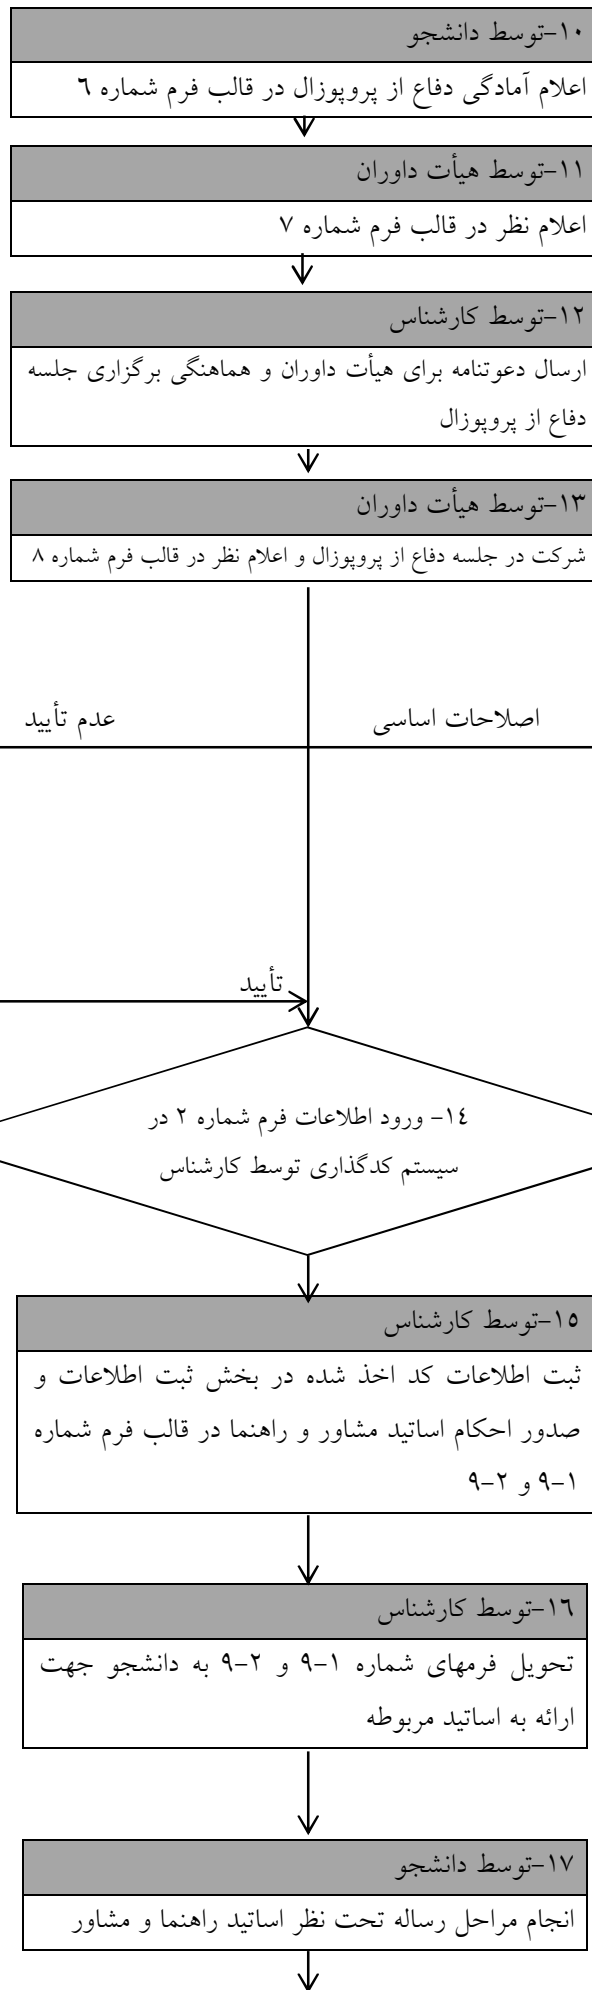 ۱۰-توسط دانشجو
اعلام آمادگی دفاع از پروپوزال در قالب فرم شماره ٦
۱۱-توسط هیأت داوران
اعلام نظر در قالب فرم شماره ۷
۱۲-توسط کارشناس
ارسال دعوتنامه برای هیأت داوران و هماهنگی برگزاری جلسه
دفاع از پروپوزال
۱۳-توسط هیأت داوران
شرکت در جلسه دفاع از پروپوزال و اعلام نظر در قالب فرم شماره ۸
اصلاحات اساسی
عدم تأیید
تأیید
۱٤- ورود اطلاعات فرم شماره ۲ در
سیستم کدگذاری توسط کارشناس
۱٥-توسط کارشناس
ثبت اطلاعات کد اخذ شده در بخش ثبت اطلاعات و
صدور احکام اساتید مشاور و راهنما در قالب فرم شماره
۹-۱ و ۹-۲
۱٦-توسط کارشناس
تحویل فرمهای شماره ۹-۱ و ۹-۲ به دانشجو جهت
ارائه به اساتید مربوطه
۱۷-توسط دانشجو
انجام مراحل رساله تحت نظر اساتید راهنما و مشاور